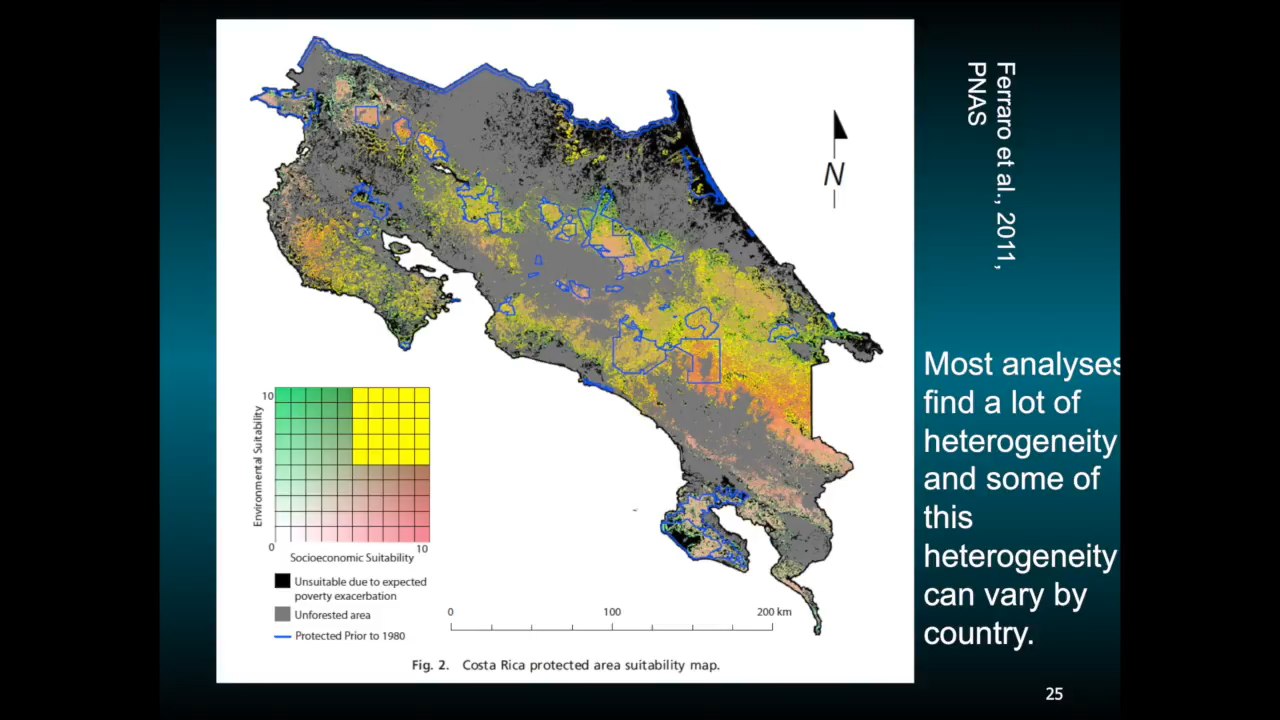 Ferraro et al., 2011,
PNAS
N
Most analyses
find a lot of
heterogeneity
and some of
this
heterogeneity
can vary by
country.
10
Environmental Suitability
0
10
Socioeconomic Suitability
Unsuitable due to expected
poverty exacerbation
Unforested area
Protected Prior to 1980
0 100 200 km
Fig. 2. Costa Rica protected area suitability map.
25